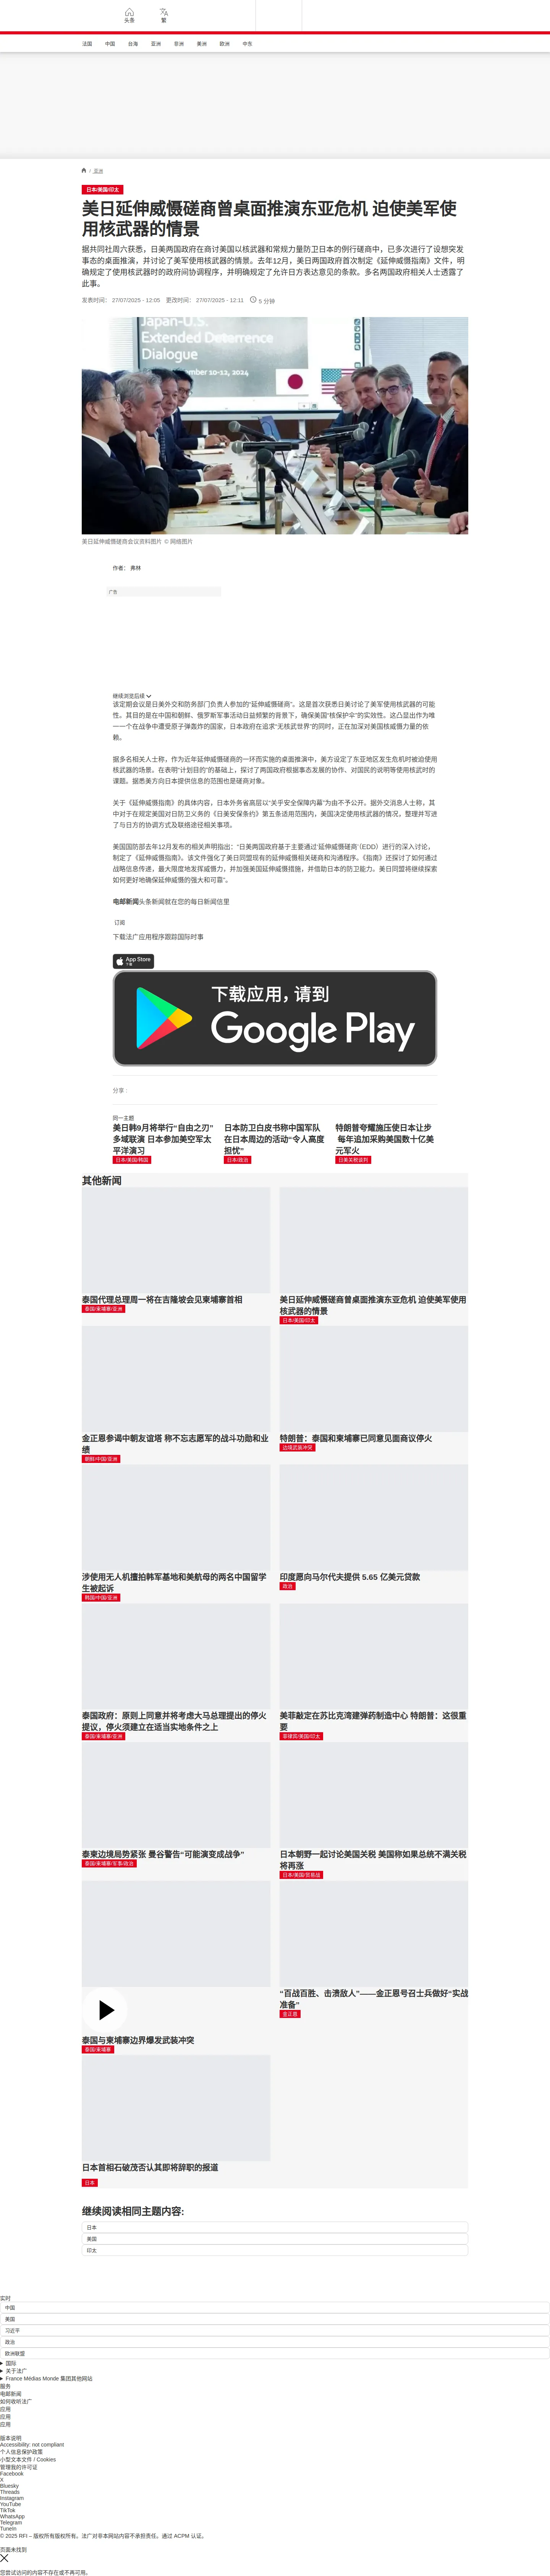 头条
繁
法国
中国
台海
亚洲
非洲
美洲
欧洲
中东
/ 亚洲
日本/美国/印太
美日延伸威慑磋商曾桌面推演东亚危机 迫使美军使
用核武器的情景
据共同社周六获悉，日美两国政府在商讨美国以核武器和常规力量防卫日本的例行磋商中，已多次进行了设想突发
事态的桌面推演，并讨论了美军使用核武器的情景。去年12月，美日两国政府首次制定《延伸威慑指南》文件，明
确规定了使用核武器时的政府间协调程序，并明确规定了允许日方表达意见的条款。多名两国政府相关人士透露了
此事。
发表时间： 27/07/2025 - 12:05 更改时间： 27/07/2025 - 12:11 5 分钟
Japan-U.S.
Extended Deterrence
Dialogue
ember 10-12, 2024
美日延伸威慑磋商会议资料图片 © 网络图片
作者： 弗林
广告
继续浏览后续
该定期会议是日美外交和防务部门负责人参加的“延伸威慑磋商”。这是首次获悉日美讨论了美军使用核武器的可能
性。其目的是在中国和朝鲜、俄罗斯军事活动日益频繁的背景下，确保美国“核保护伞”的实效性。这凸显出作为唯
一一个在战争中遭受原子弹轰炸的国家，日本政府在追求“无核武世界”的同时，正在加深对美国核威慑力量的依
赖。
据多名相关人士称，作为近年延伸威慑磋商的一环而实施的桌面推演中，美方设定了东亚地区发生危机时被迫使用
核武器的场景。在表明“计划目的”的基础上，探讨了两国政府根据事态发展的协作、对国民的说明等使用核武时的
课题。据悉美方向日本提供信息的范围也是磋商对象。
关于《延伸威慑指南》的具体内容，日本外务省高层以“关乎安全保障内幕”为由不予公开。据外交消息人士称，其
中对于在规定美国对日防卫义务的《日美安保条约》第五条适用范围内，美国决定使用核武器的情况，整理并写进
了与日方的协调方式及联络途径相关事项。
美国国防部去年12月发布的相关声明指出：“日美两国政府基于主要通过‘延伸威慑磋商’（EDD）进行的深入讨论，
制定了《延伸威慑指南》。该文件强化了美日同盟现有的延伸威慑相关磋商和沟通程序。《指南》还探讨了如何通过
战略信息传递，最大限度地发挥威慑力，并加强美国延伸威慑措施，并借助日本的防卫能力。美日同盟将继续探索
如何更好地确保延伸威慑的强大和可靠”。
电邮新闻头条新闻就在您的每日新闻信里
订阅
下载法广应用程序跟踪国际时事
App Store
下载
下载应用，请到
Google Play
分享 :
同一主题
美日韩9月将举行“自由之刃”
多域联演 日本参加美空军太
平洋演习
日本/美国/韩国
日本防卫白皮书称中国军队
在日本周边的活动“令人高度
担忧”
日本/政治
特朗普夸耀施压使日本让步
每年追加采购美国数十亿美
元军火
日美关税谈判
其他新闻
泰国代理总理周一将在吉隆坡会见柬埔寨首相
泰国/柬埔寨/亚洲
美日延伸威慑磋商曾桌面推演东亚危机 迫使美军使用
核武器的情景
日本/美国/印太
金正恩参谒中朝友谊塔 称不忘志愿军的战斗功勋和业
绩
朝鲜/中国/亚洲
特朗普：泰国和柬埔寨已同意见面商议停火
边境武装冲突
涉使用无人机擅拍韩军基地和美航母的两名中国留学
生被起诉
韩国/中国/亚洲
印度愿向马尔代夫提供 5.65 亿美元贷款
政治
泰国政府：原则上同意并将考虑大马总理提出的停火
提议，停火须建立在适当实地条件之上
泰国/柬埔寨/亚洲
美菲敲定在苏比克湾建弹药制造中心 特朗普：这很重
要
菲律宾/美国/印太
泰柬边境局势紧张 曼谷警告“可能演变成战争”
泰国/柬埔寨/军事/政治
日本朝野一起讨论美国关税 美国称如果总统不满关税
将再涨
日本/美国/贸易战
“百战百胜、击溃敌人”——金正恩号召士兵做好“实战
准备”
金正恩
泰国与柬埔寨边界爆发武装冲突
泰国/柬埔寨
日本首相石破茂否认其即将辞职的报道
日本
继续阅读相同主题内容:
日本
美国
印太
实时
中国
美国
习近平
政治
欧洲联盟
国际
关于法广
France Médias Monde 集团其他网站
服务
电邮新闻
如何收听法广
应用
应用
应用
版本说明
Accessibility: not compliant
个人信息保护政策
小型文本文件 / Cookies
管理我的许可证
Facebook
X
Bluesky
Threads
Instagram
YouTube
TikTok
WhatsApp
Telegram
TuneIn
© 2025 RFI – 版权所有版权所有。法广对非本网站内容不承担责任。通过 ACPM 认证。
页面未找到
您尝试访问的内容不存在或不再可用。